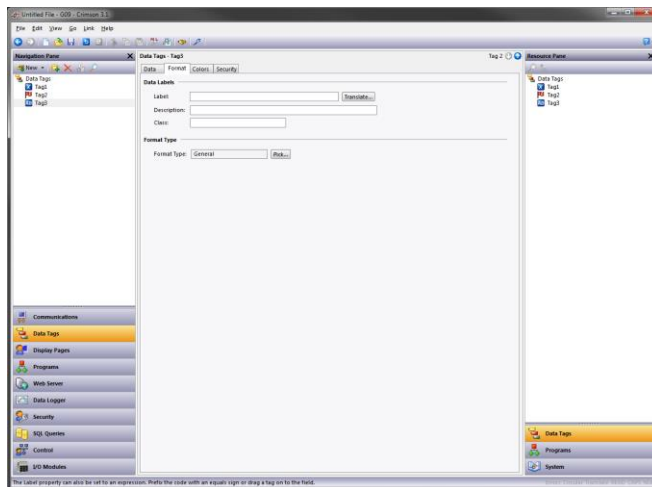 Untitled File - G09 - Crimson 3.1
File Edit View Go Link Help
Navigation Pane
Data Tags - Tag3
Tag 2
Resource Pane
New
Data Format Colors Security
Data Tags
Tag1
Tag2
Tag3
Data Labels
Label:
Translate...
Description:
Class:
Format Type
Format Type: General
Pick...
Data Tags
Tag1
Tag2
Tag3
Communications
Data Tags
Display Pages
Programs
Web Server
Data Logger
Security
SQL Queries
Control
I/O Modules
Data Tags
Programs
System
The Label property can also be set to an expression. Prefix the code with an equals sign or drag a tag on to the field.